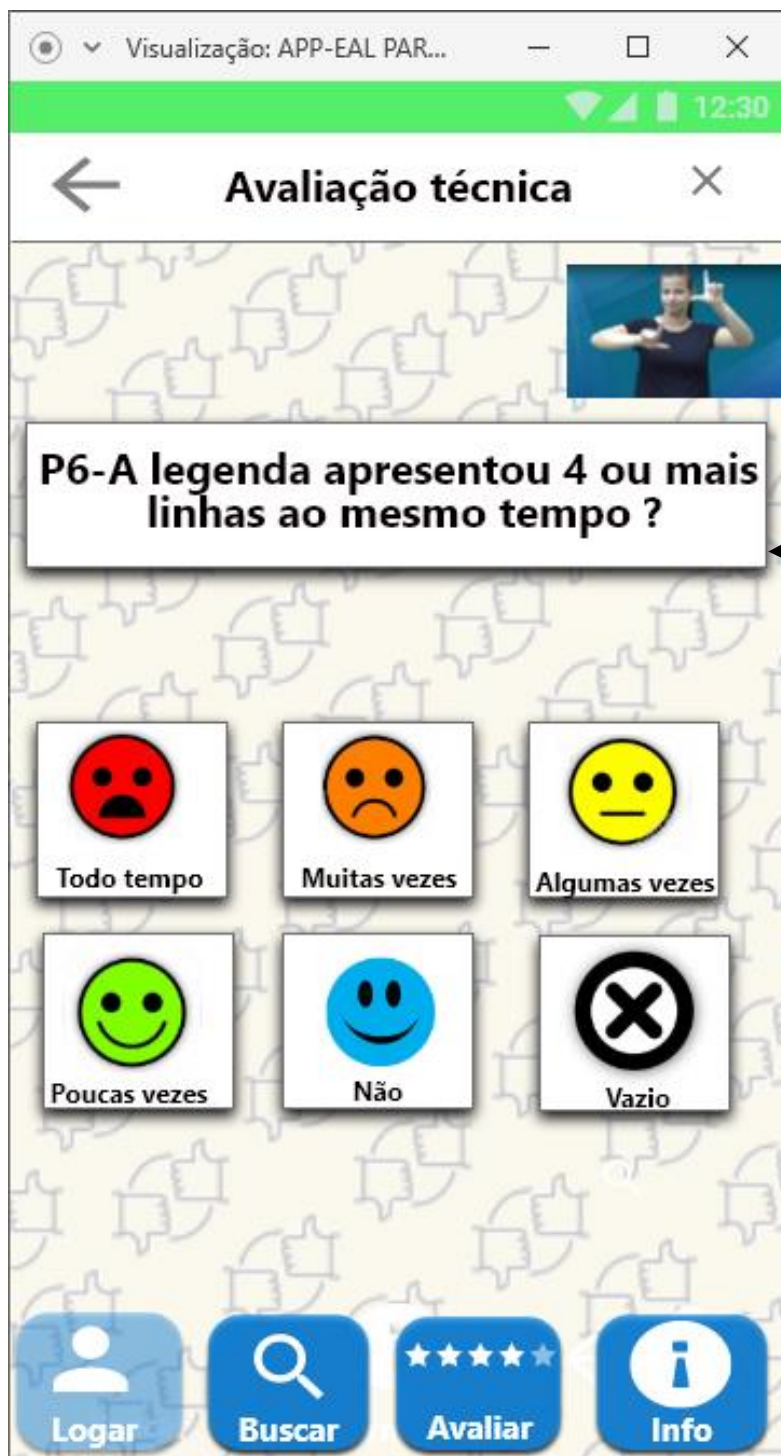 Visualização: APP-EAL PAR...
12:30
Avaliação técnica
P6-A legenda apresentou 4 ou mais
linhas ao mesmo tempo ?
Todo tempo
Muitas vezes
Algumas vezes
Poucas vezes
Não
Vazio
Logar
Buscar
Avaliar
Info